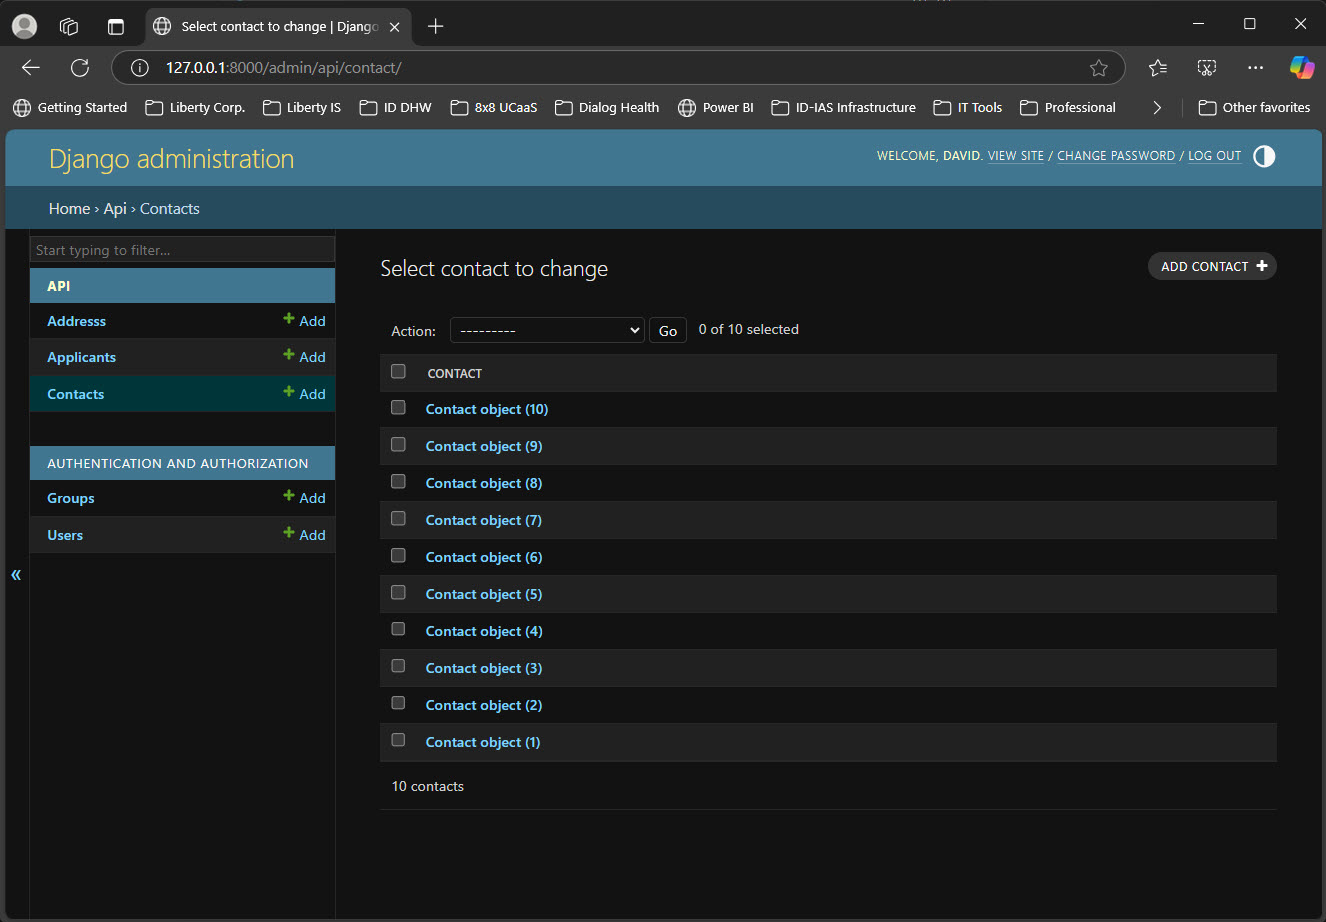 Select contact to change | Django
127.0.0.1:8000/admin/api/contact/
Getting Started Liberty Corp. Liberty IS ID DHW 8x8 UCaaS Dialog Health Power BI ID-IAS Infrastructure IT Tools Professional Other favorites
Django administration
WELCOME, DAVID. VIEW SITE / CHANGE PASSWORD / LOG OUT
Home › Api › Contacts
Start typing to filter...
API
Addresss Add
Applicants Add
Contacts Add
AUTHENTICATION AND AUTHORIZATION
Groups Add
Users Add
«
Select contact to change
ADD CONTACT
Action: --------- Go 0 of 10 selected
CONTACT
Contact object (10)
Contact object (9)
Contact object (8)
Contact object (7)
Contact object (6)
Contact object (5)
Contact object (4)
Contact object (3)
Contact object (2)
Contact object (1)
10 contacts